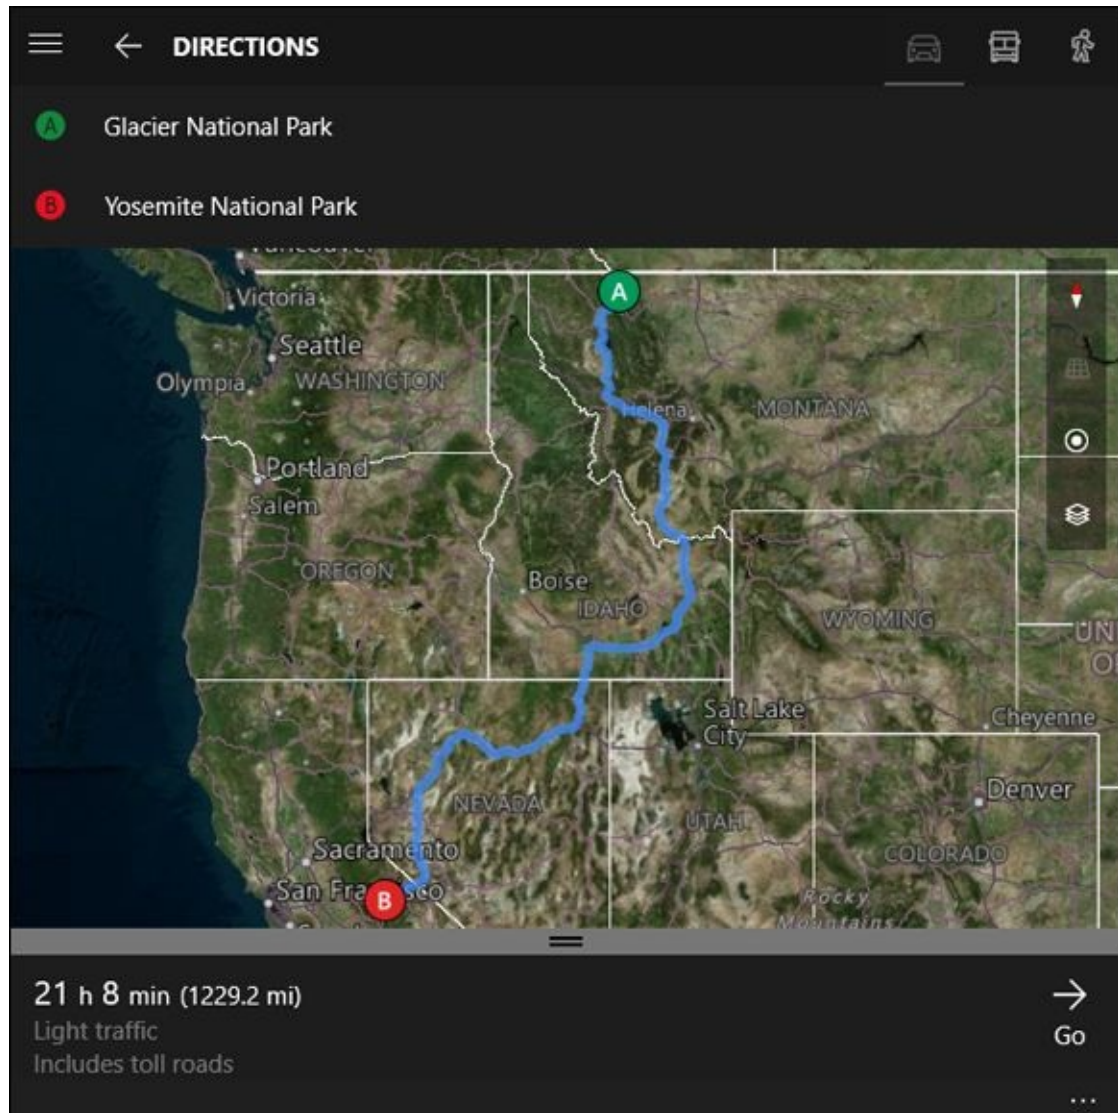 DIRECTIONS
A Glacier National Park
B Yosemite National Park
Victoria
A
Seattle
Olympia
WASHINGTON
Helena
MONTANA
Portland
Salem
OREGON
Boise
IDAHO
WYOMING
Salt Lake
City
Cheyenne
NEVADA
Denver
UTAH
Sacramento
COLORADO
San
B
Rocky
Mountains
21 h 8 min (1229.2 mi)
Light traffic
Includes toll roads
Go